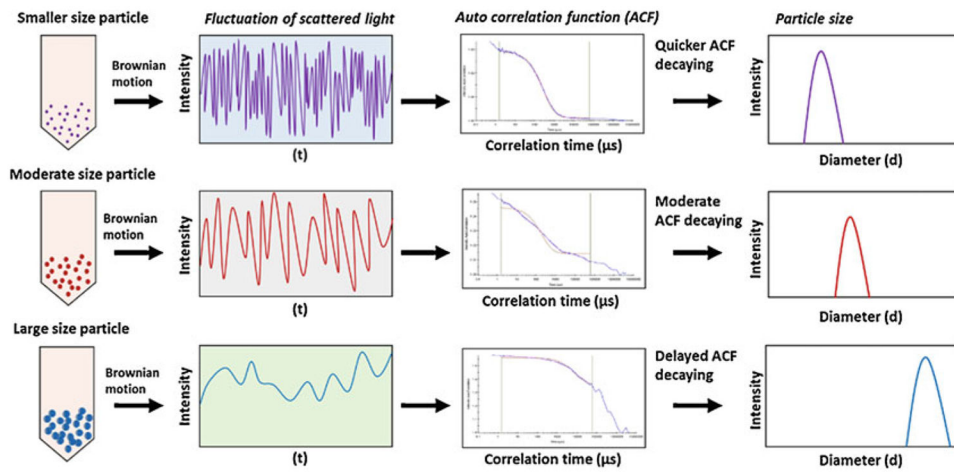 Smaller size particle
Fluctuation of scattered light
Auto correlation function (ACF)
Particle size
Brownian
motion
Intensity
(t)
Correlation time (μs)
Quicker ACF
decaying
Intensity
Diameter (d)
Moderate size particle
Brownian
motion
Intensity
(t)
Correlation time (μs)
Moderate
ACF decaying
Intensity
Diameter (d)
Large size particle
Brownian
motion
Intensity
(t)
Correlation time (μs)
Delayed ACF
decaying
Intensity
Diameter (d)